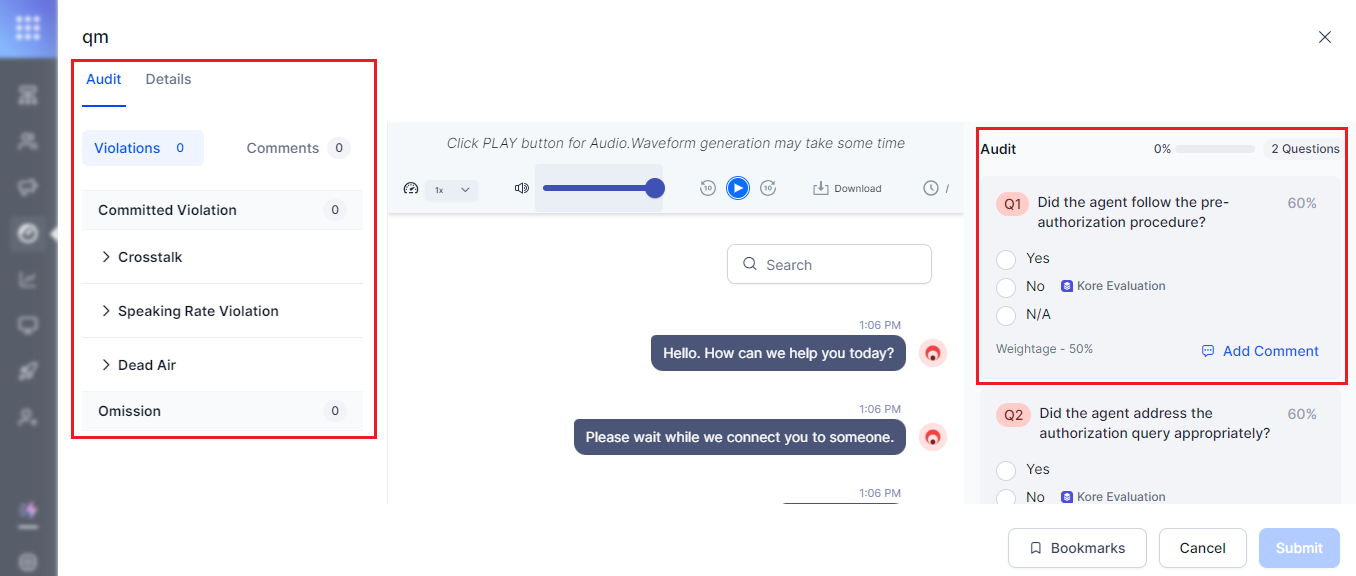 qm
Audit Details
Violations 0 Comments 0
Committed Violation 0
Crosstalk
Speaking Rate Violation
Dead Air
Omission 0
Click PLAY button for Audio.Waveform generation may take some time
1x 10 10 Download /
Search
1:06 PM
Hello. How can we help you today?
1:06 PM
Please wait while we connect you to someone.
1:06 PM
Audit 0% 2 Questions
Q1 Did the agent follow the pre- 60%
authorization procedure?
Yes
No Kore Evaluation
N/A
Weightage - 50% Add Comment
Q2 Did the agent address the 60%
authorization query appropriately?
Yes
No Kore Evaluation
Bookmarks Cancel Submit